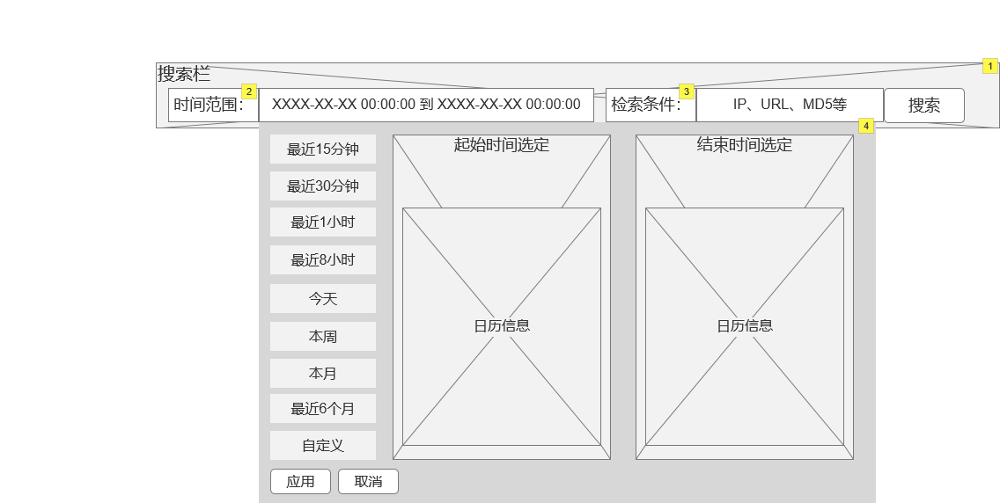 搜索栏
1
时间范围：
2
XXXX-XX-XX 00:00:00 到 XXXX-XX-XX 00:00:00
检索条件：
3
IP、URL、MD5等
搜索
4
最近15分钟
最近30分钟
最近1小时
最近8小时
今天
本周
本月
最近6个月
自定义
起始时间选定
日历信息
结束时间选定
日历信息
应用
取消